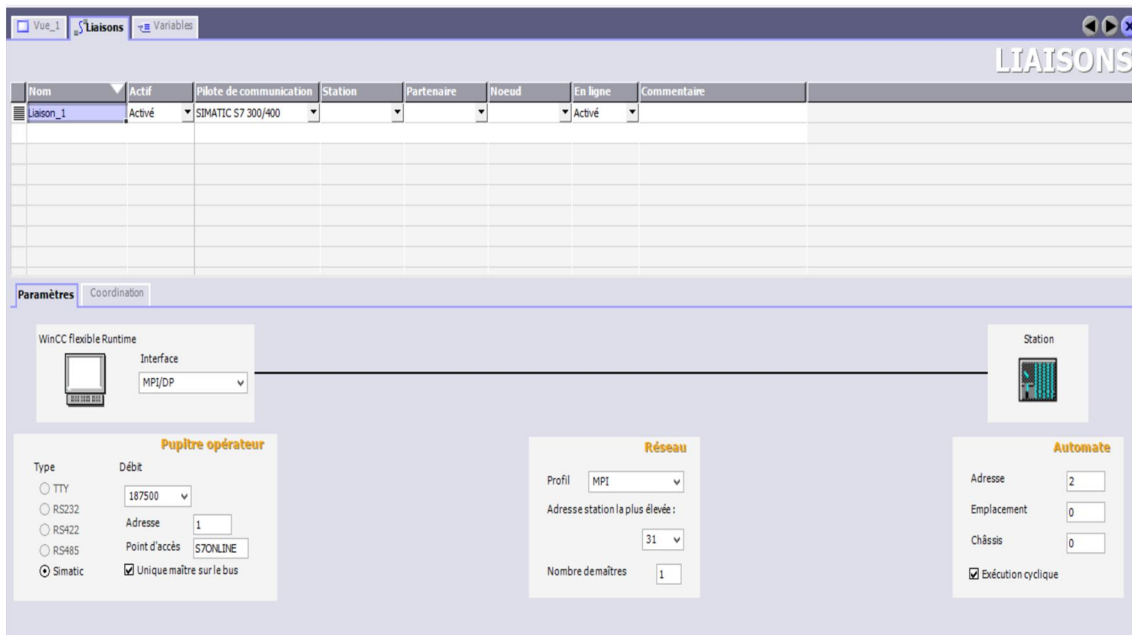 Vue_1 Liaisons Variables
LIAISONS
Nom Actif Pilote de communication Station Partenaire Noeud En ligne Commentaire
Liaison_1 Activé SIMATIC S7 300/400 Activé
Paramètres Coordination
WinCC flexible Runtime
Interface
MPI/DP
Station
Pupitre opérateur
Type Débit
TTY
187500
RS232
Adresse 1
RS422
Point d'accès S7ONLINE
RS485
Simatic Unique maître sur le bus
Réseau
Profil MPI
Adresse station la plus élevée :
31
Nombre de maîtres 1
Automate
Adresse 2
Emplacement 0
Châssis 0
Exécution cyclique